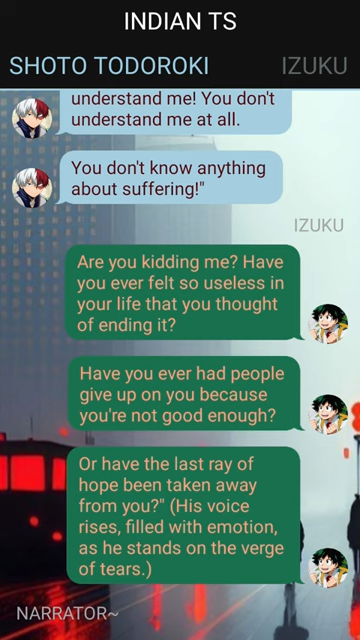 INDIAN TS
SHOTO TODOROKI IZUKU
understand me! You don't
understand me at all.
You don't know anything
about suffering!"
IZUKU
Are you kidding me? Have
you ever felt so useless in
your life that you thought
of ending it?
Have you ever had people
give up on you because
you're not good enough?
Or have the last ray of
hope been taken away
from you?" (His voice
rises, filled with emotion,
as he stands on the verge
of tears.)
NARRATOR~